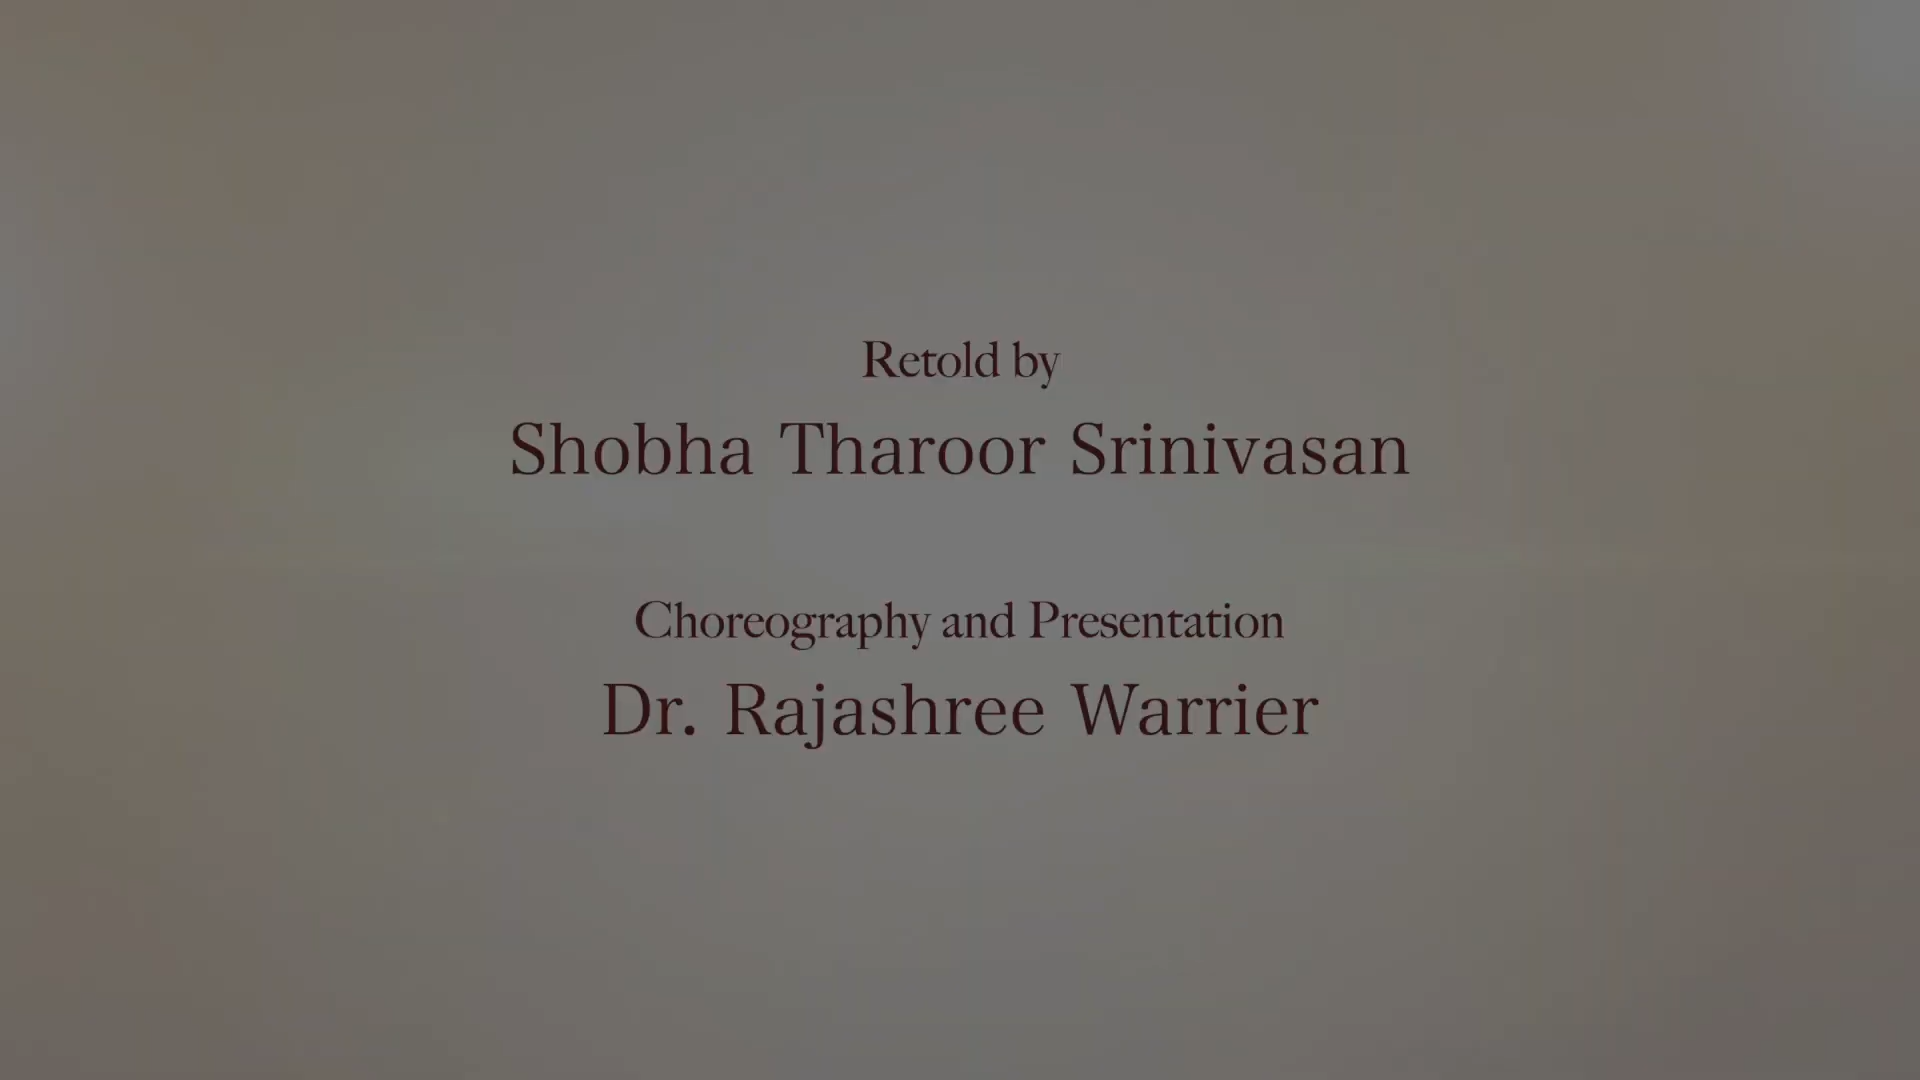 Retold by
Shobha Tharoor Srinivasan
Choreography and Presentation
Dr. Rajashree Warrier